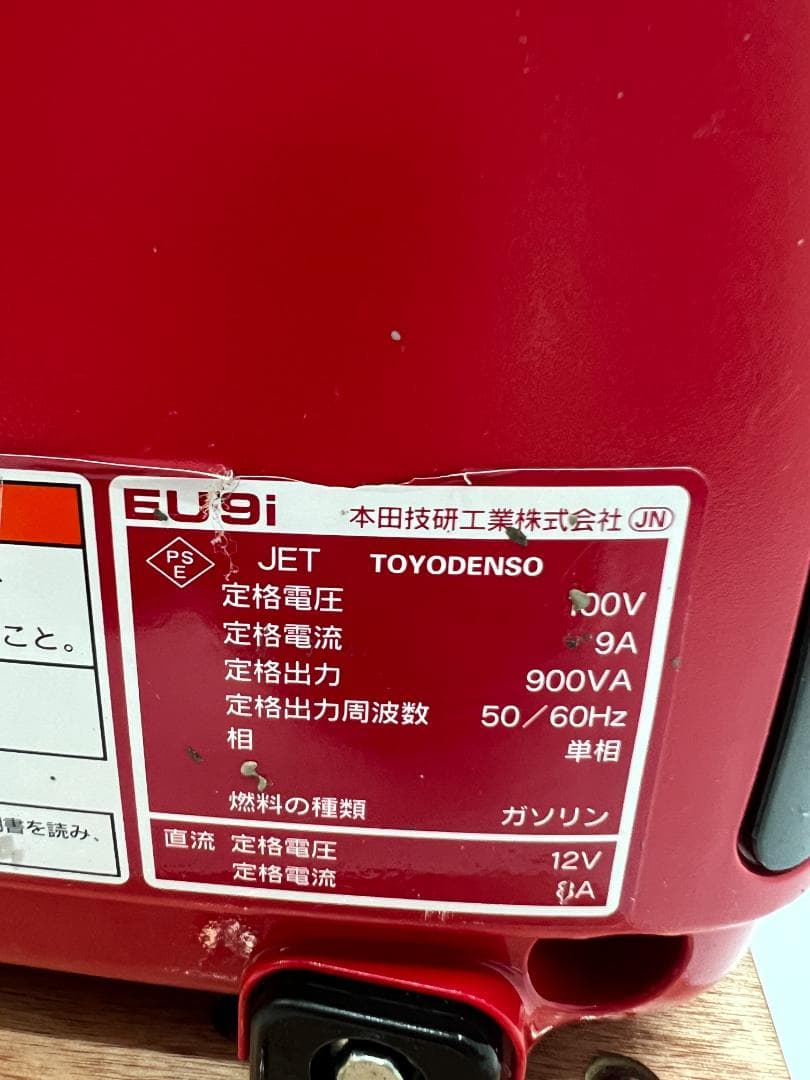 EU9i 本田技研工業株式会社 JN
PS
E
JET TOYODENSO
定格電圧 100V
定格電流 9A
定格出力 900VA
定格出力周波数 50/60Hz
相 単相
燃料の種類 ガソリン
直流 定格電圧 12V
定格電流 8A
こと。
書を読み、